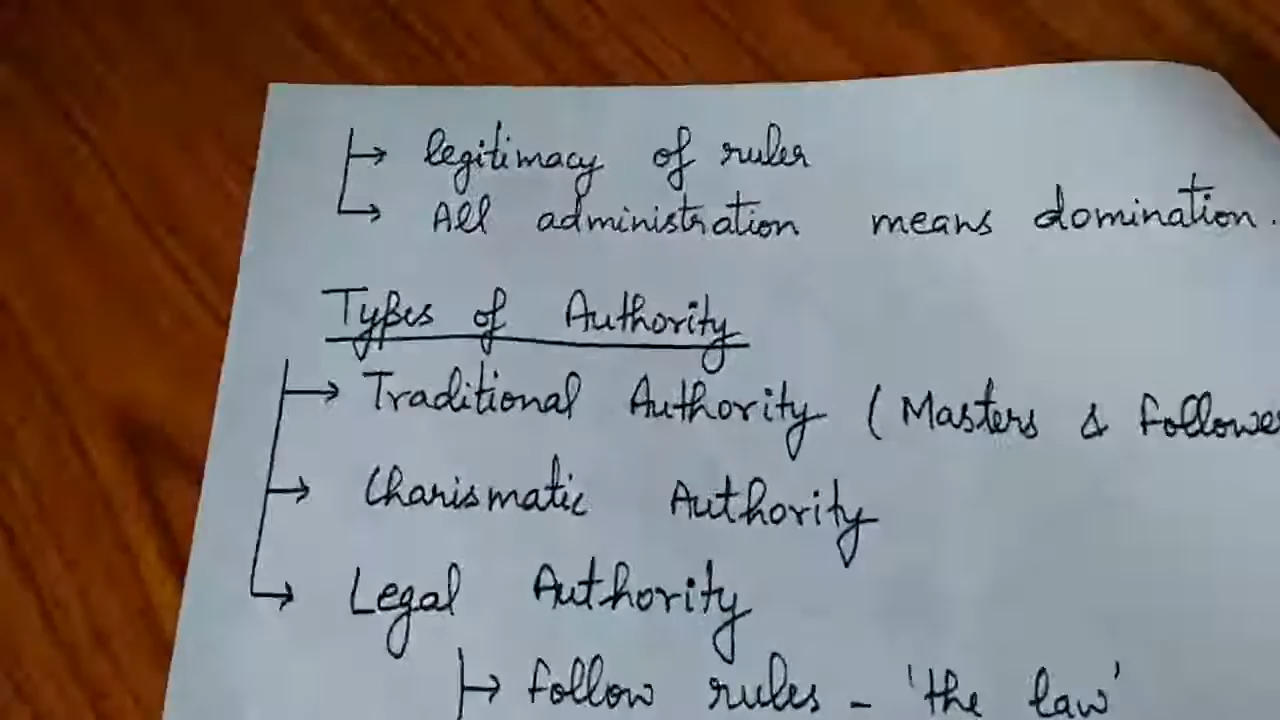 legitimacy of ruler
All administration means domination.
Types of Authority
Traditional Authority (Masters & Followe
Charismatic Authority
Legal Authority
Follow rules - 'the law'